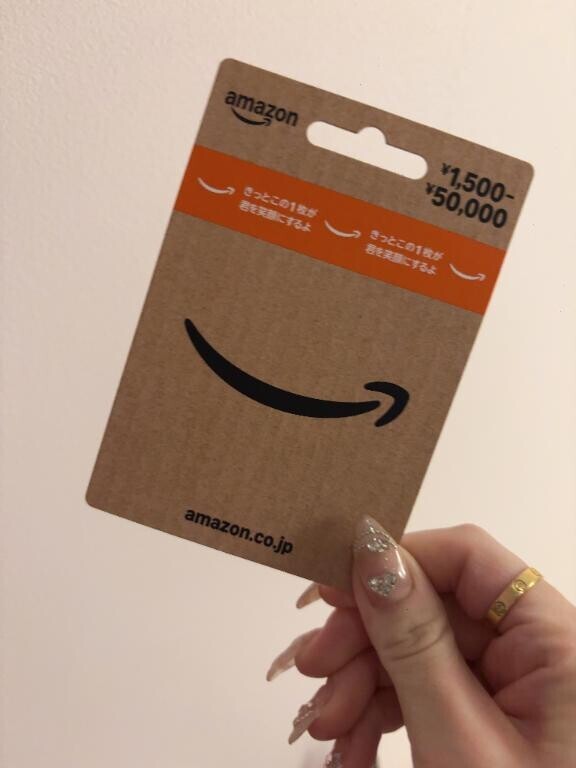 amazon
¥1,500-
¥50,000
きっとこの1枚が
君を笑顔にするよ
きっとこの1枚が
君を笑顔にするよ
amazon.co.jp